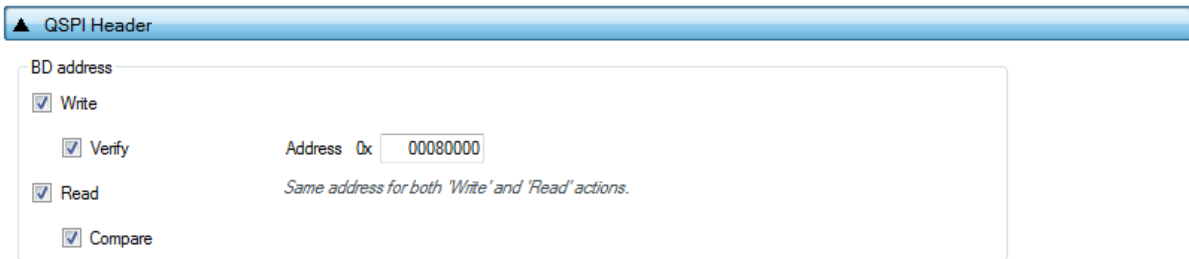 QSPI Header
BD address
Write
Verify Address 0x 00080000
Read Same address for both 'Write' and 'Read' actions.
Compare